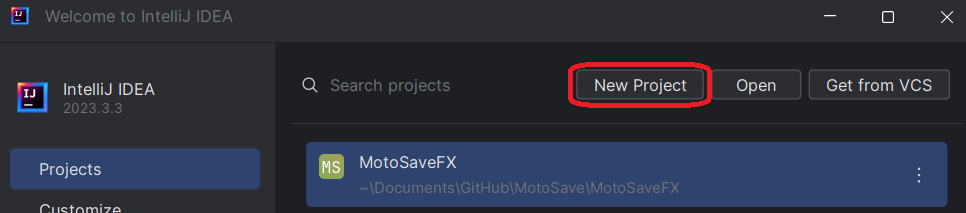 Welcome to IntelliJ IDEA
IJ
IntelliJ IDEA
2023.3.3
Search projects
New Project
Open
Get from VCS
Projects
MS
MotoSaveFX
~\Documents\GitHub\MotoSave\MotoSaveFX
Customize